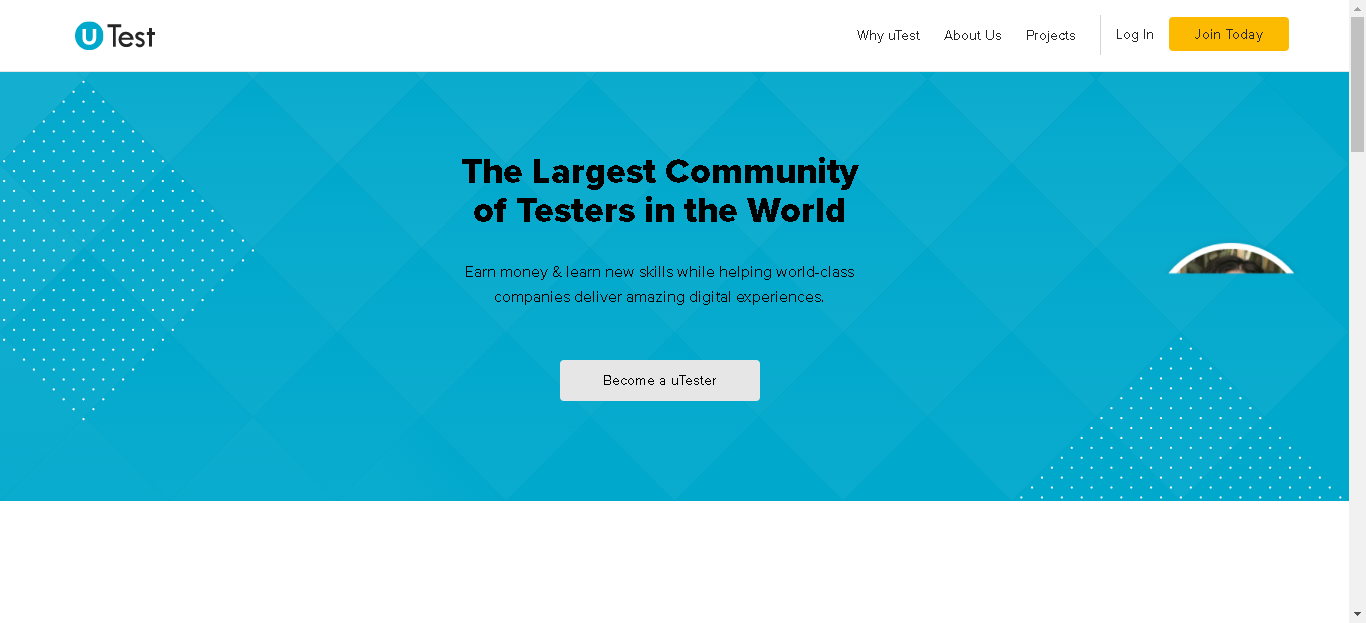 uTest
Why uTest
About Us
Projects
Log In
Join Today
The Largest Community
of Testers in the World
Earn money & learn new skills while helping world-class
companies deliver amazing digital experiences.
Become a uTester